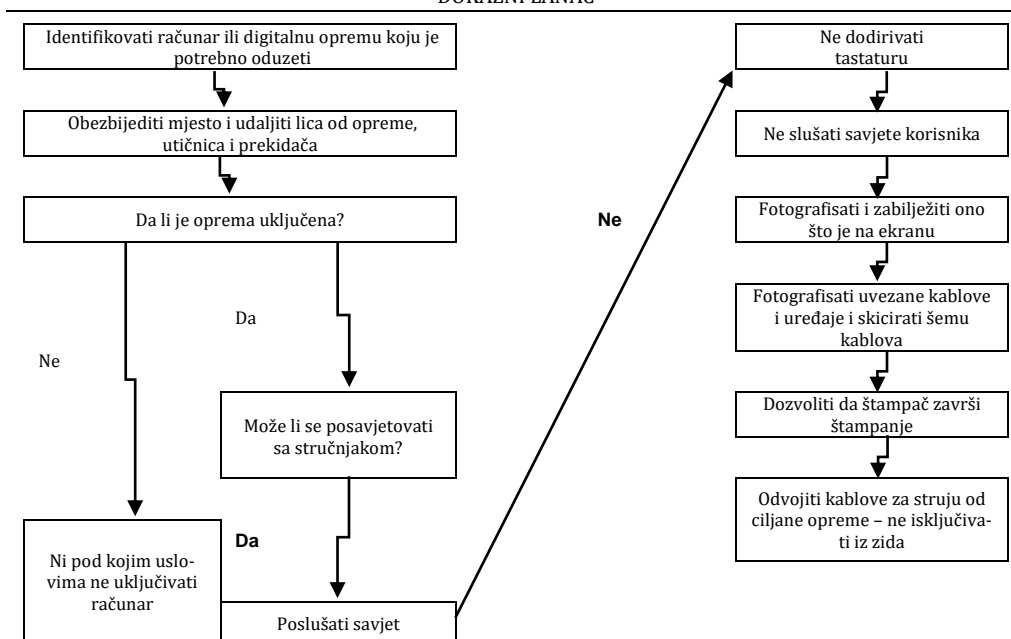 DOKAZNI LANAC
Identifikovati računar ili digitalnu opremu koju je
potrebno oduzeti
Obezbijediti mjesto i udaljiti lica od opreme,
utičnica i prekidača
Da li je oprema uključena?
Ne
Da
Može li se posavjetovati
sa stručnjakom?
Ni pod kojim uslo-
vima ne uključivati
računar
Da
Poslušati savjet
Ne
Ne dodirivati
tastaturu
Ne slušati savjete korisnika
Fotografisati i zabilježiti ono
što je na ekranu
Fotografisati uvezane kablove
i uređaje i skicirati šemu
kablova
Dozvoliti da štampač završi
štampanje
Odvojiti kablove za struju od
ciljane opreme – ne isključiva-
ti iz zida